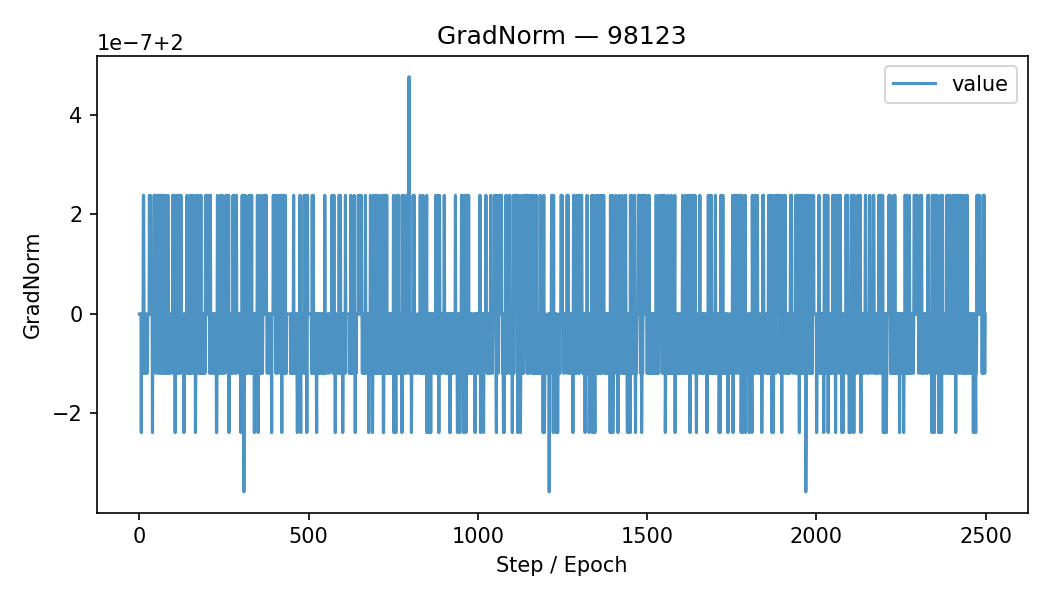 GradNorm — 98123
1e−7+2
value
4
2
0
−2
GradNorm
0 500 1000 1500 2000 2500
Step / Epoch